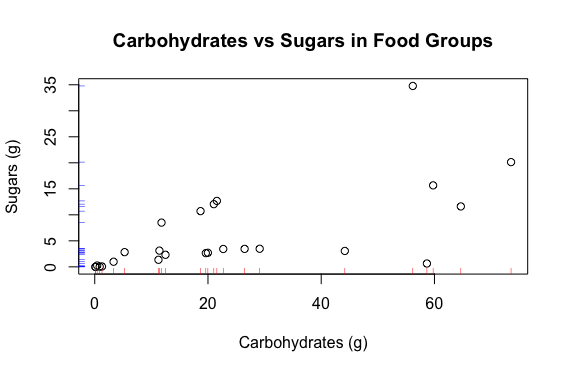 Carbohydrates vs Sugars in Food Groups
Sugars (g)
35
25
15
5
0
0 20 40 60
Carbohydrates (g)